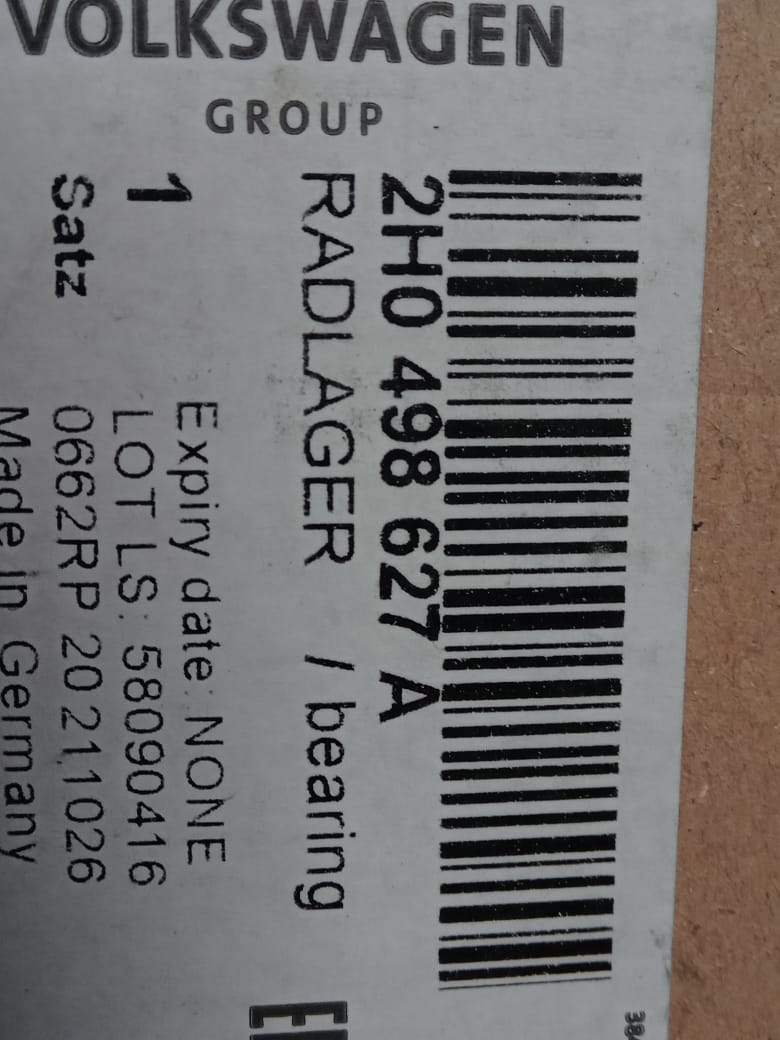 VOLKSWAGEN
GROUP
2H0 498 627 A
RADLAGER / bearing
1
Satz
Expiry date: NONE
LOT LS: 58090416
0662RP 20211026
Made in Germany